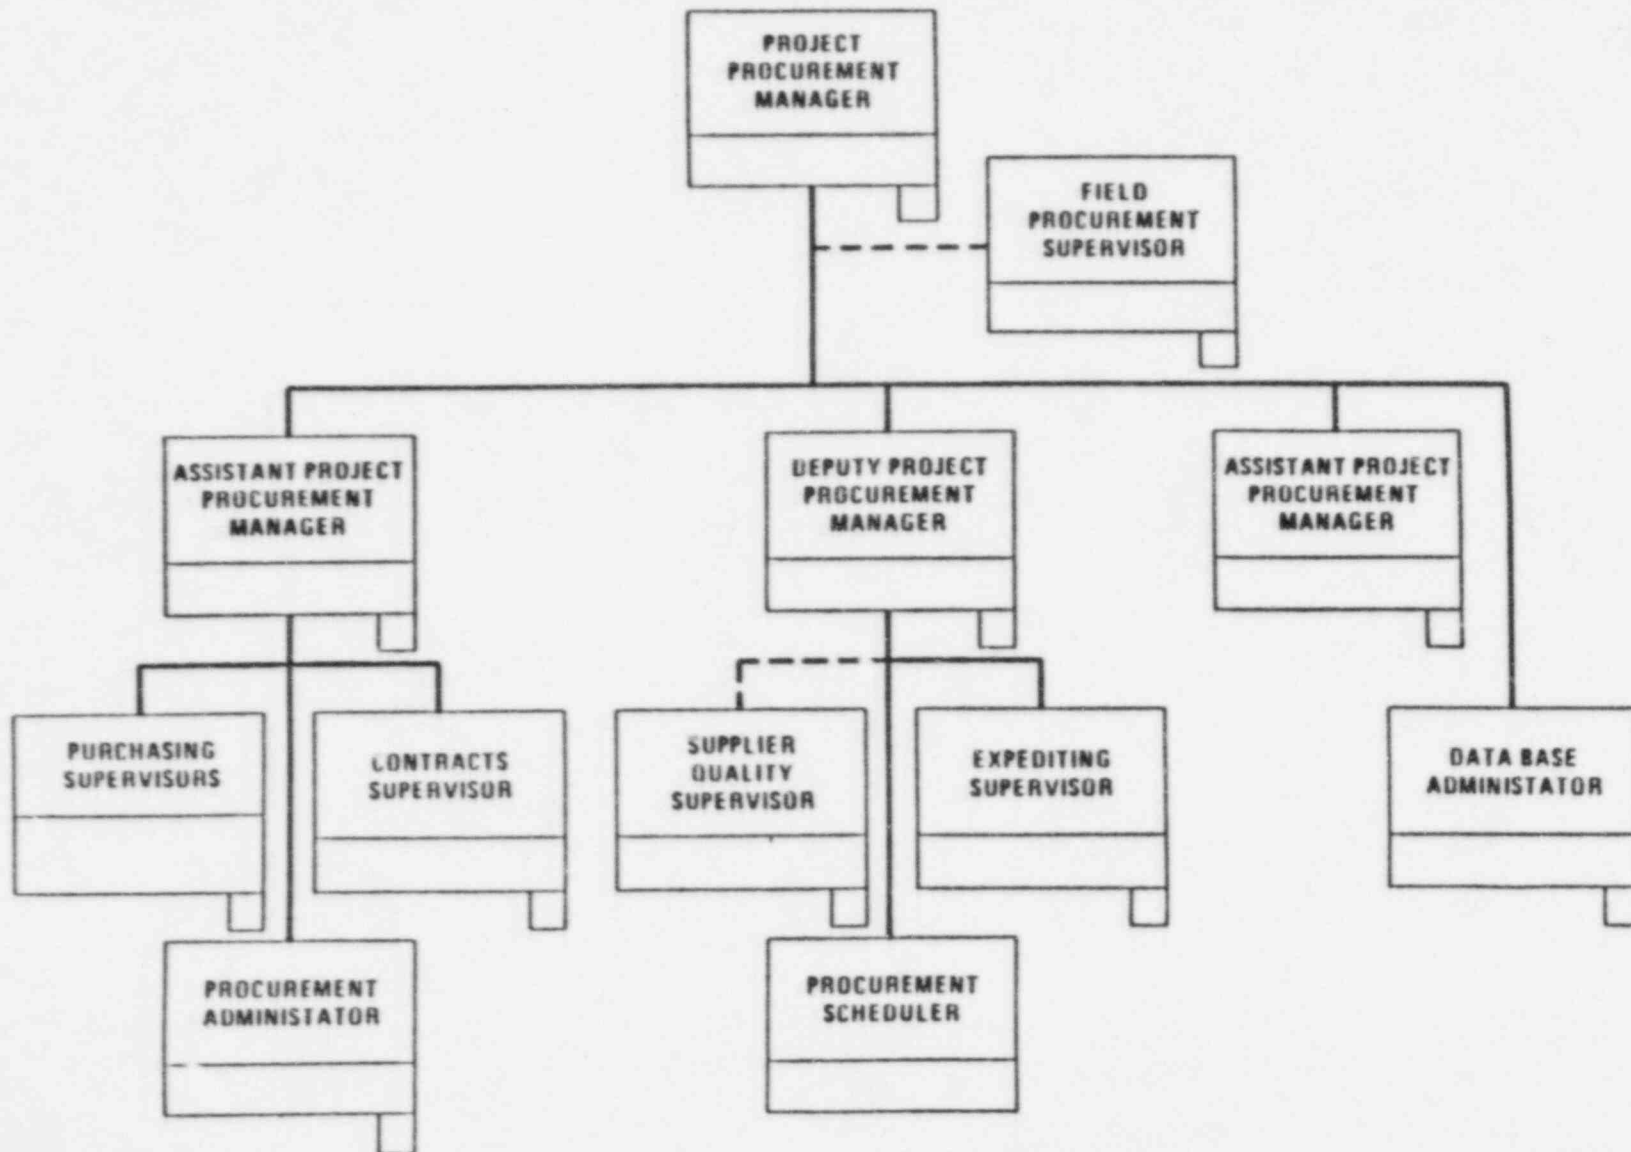 PROJECT
PROCUREMENT
MANAGER
FIELD
PROCUREMENT
SUPERVISOR
ASSISTANT PROJECT
PROCUREMENT
MANAGER
DEPUTY PROJECT
PROCUREMENT
MANAGER
ASSISTANT PROJECT
PROCUREMENT
MANAGER
PURCHASING
SUPERVISORS
CONTRACTS
SUPERVISOR
SUPPLIER
QUALITY
SUPERVISOR
EXPEDITING
SUPERVISOR
DATA BASE
ADMINISTATOR
PROCUREMENT
ADMINISTATOR
PROCUREMENT
SCHEDULER